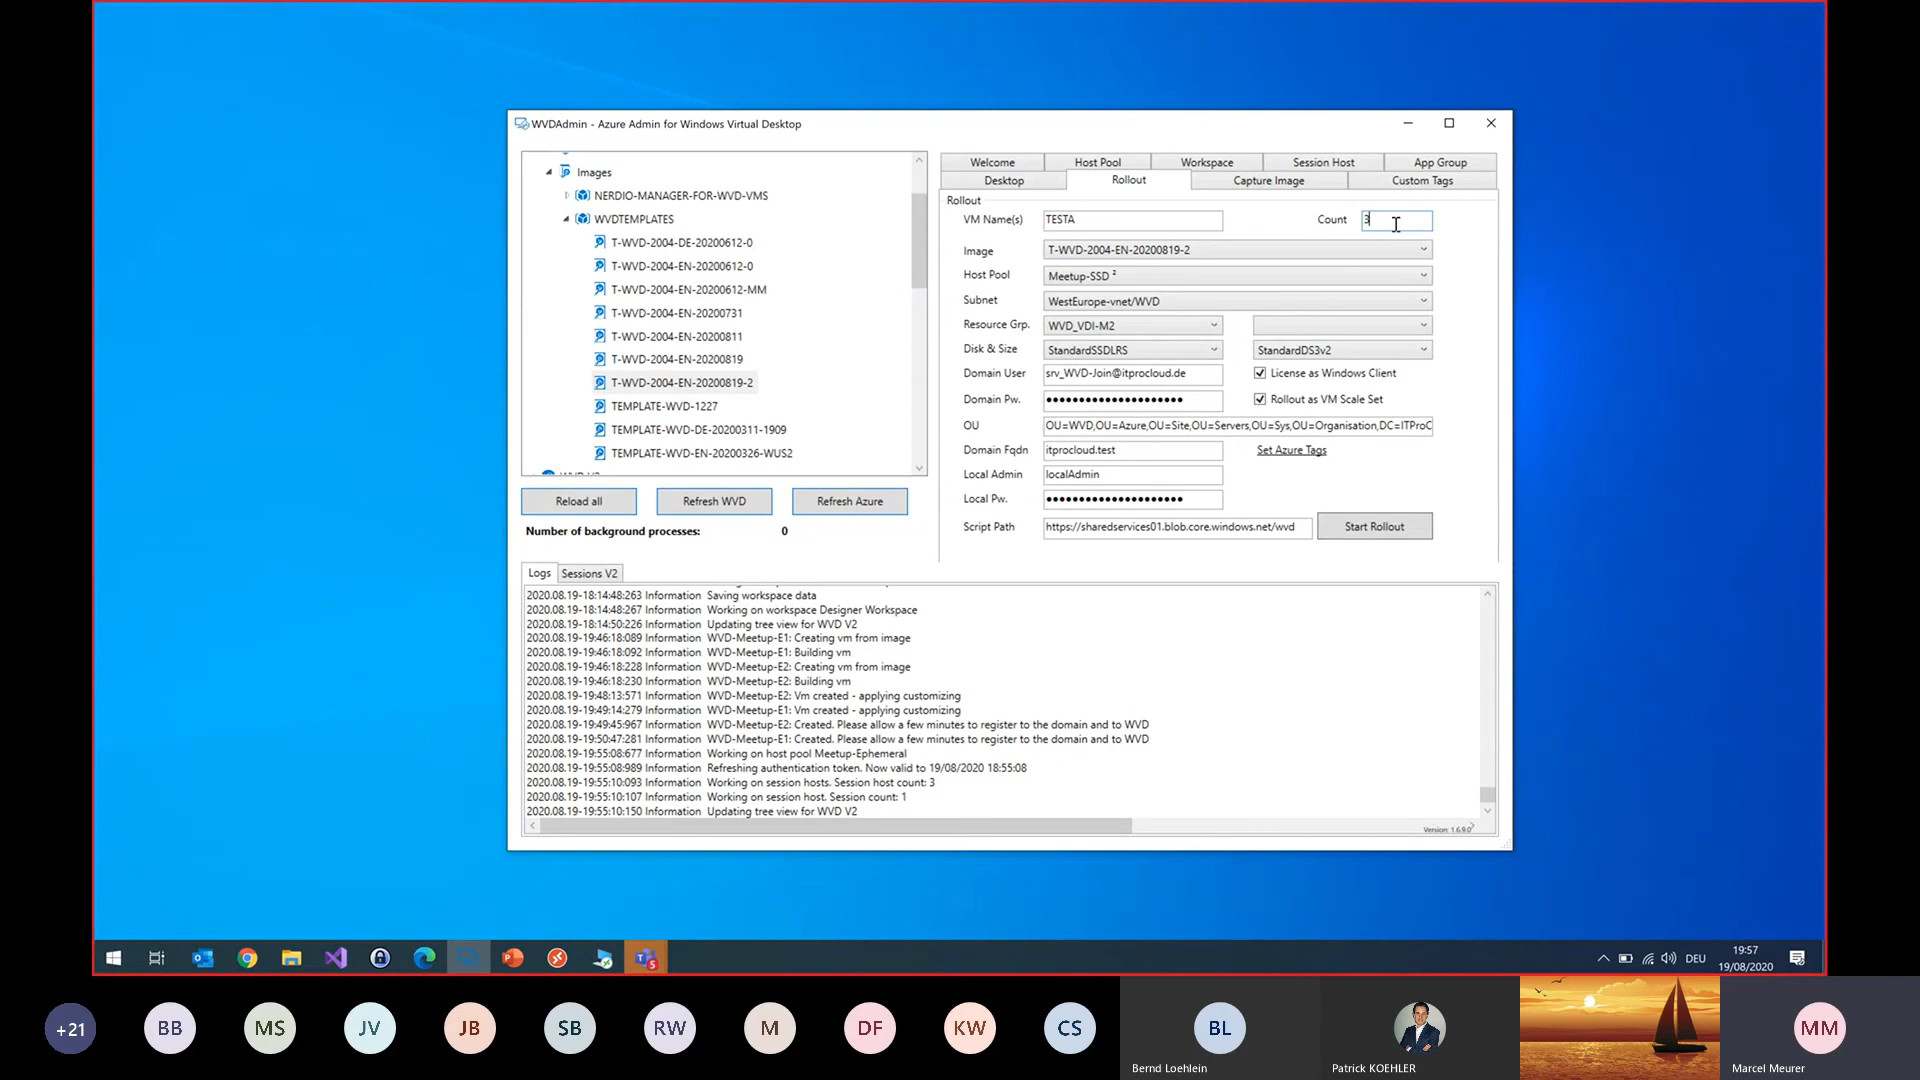 WVDAdmin - Azure Admin for Windows Virtual Desktop
Images
NERDIO-MANAGER-FOR-WVD-VMS
WVDTEMPLATES
T-WVD-2004-DE-20200612-0
T-WVD-2004-EN-20200612-0
T-WVD-2004-EN-20200612-MM
T-WVD-2004-EN-20200731
T-WVD-2004-EN-20200811
T-WVD-2004-EN-20200819
T-WVD-2004-EN-20200819-2
TEMPLATE-WVD-1227
TEMPLATE-WVD-DE-20200311-1909
TEMPLATE-WVD-EN-20200326-WUS2
Reload all
Refresh WVD
Refresh Azure
Number of background processes: 0
Welcome
Host Pool
Workspace
Session Host
App Group
Desktop
Rollout
Capture Image
Custom Tags
Rollout
VM Name(s) TESTA Count 3
Image T-WVD-2004-EN-20200819-2
Host Pool Meetup-SSD ²
Subnet WestEurope-vnet/WVD
Resource Grp. WVD_VDI-M2
Disk & Size StandardSSDLRS StandardDS3v2
Domain User srv_WVD-Join@itprocloud.de License as Windows Client
Domain Pw. ●●●●●●●●●●●●●●●●●●●●● Rollout as VM Scale Set
OU OU=WVD,OU=Azure,OU=Site,OU=Servers,OU=Sys,OU=Organisation,DC=ITProC
Domain Fqdn itprocloud.test Set Azure Tags
Local Admin localAdmin
Local Pw. ●●●●●●●●●●●●●●●●●●●●●
Script Path https://sharedservices01.blob.core.windows.net/wvd Start Rollout
Logs
Sessions V2
2020.08.19-18:14:48:263 Information Saving workspace data
2020.08.19-18:14:48:267 Information Working on workspace Designer Workspace
2020.08.19-18:14:50:226 Information Updating tree view for WVD V2
2020.08.19-19:46:18:089 Information WVD-Meetup-E1: Creating vm from image
2020.08.19-19:46:18:092 Information WVD-Meetup-E1: Building vm
2020.08.19-19:46:18:228 Information WVD-Meetup-E2: Creating vm from image
2020.08.19-19:46:18:230 Information WVD-Meetup-E2: Building vm
2020.08.19-19:48:13:571 Information WVD-Meetup-E2: Vm created - applying customizing
2020.08.19-19:49:14:279 Information WVD-Meetup-E1: Vm created - applying customizing
2020.08.19-19:49:45:967 Information WVD-Meetup-E2: Created. Please allow a few minutes to register to the domain and to WVD
2020.08.19-19:50:47:281 Information WVD-Meetup-E1: Created. Please allow a few minutes to register to the domain and to WVD
2020.08.19-19:55:08:677 Information Working on host pool Meetup-Ephemeral
2020.08.19-19:55:08:989 Information Refreshing authentication token. Now valid to 19/08/2020 18:55:08
2020.08.19-19:55:10:093 Information Working on session hosts. Session host count: 3
2020.08.19-19:55:10:107 Information Working on session host. Session count: 1
2020.08.19-19:55:10:150 Information Updating tree view for WVD V2
Version: 1.6.9.0
DEU
19:57
19/08/2020
+21
BB
MS
JV
JB
SB
RW
M
DF
KW
CS
BL
MM
Bernd Loehlein
Patrick KOEHLER
Marcel Meurer